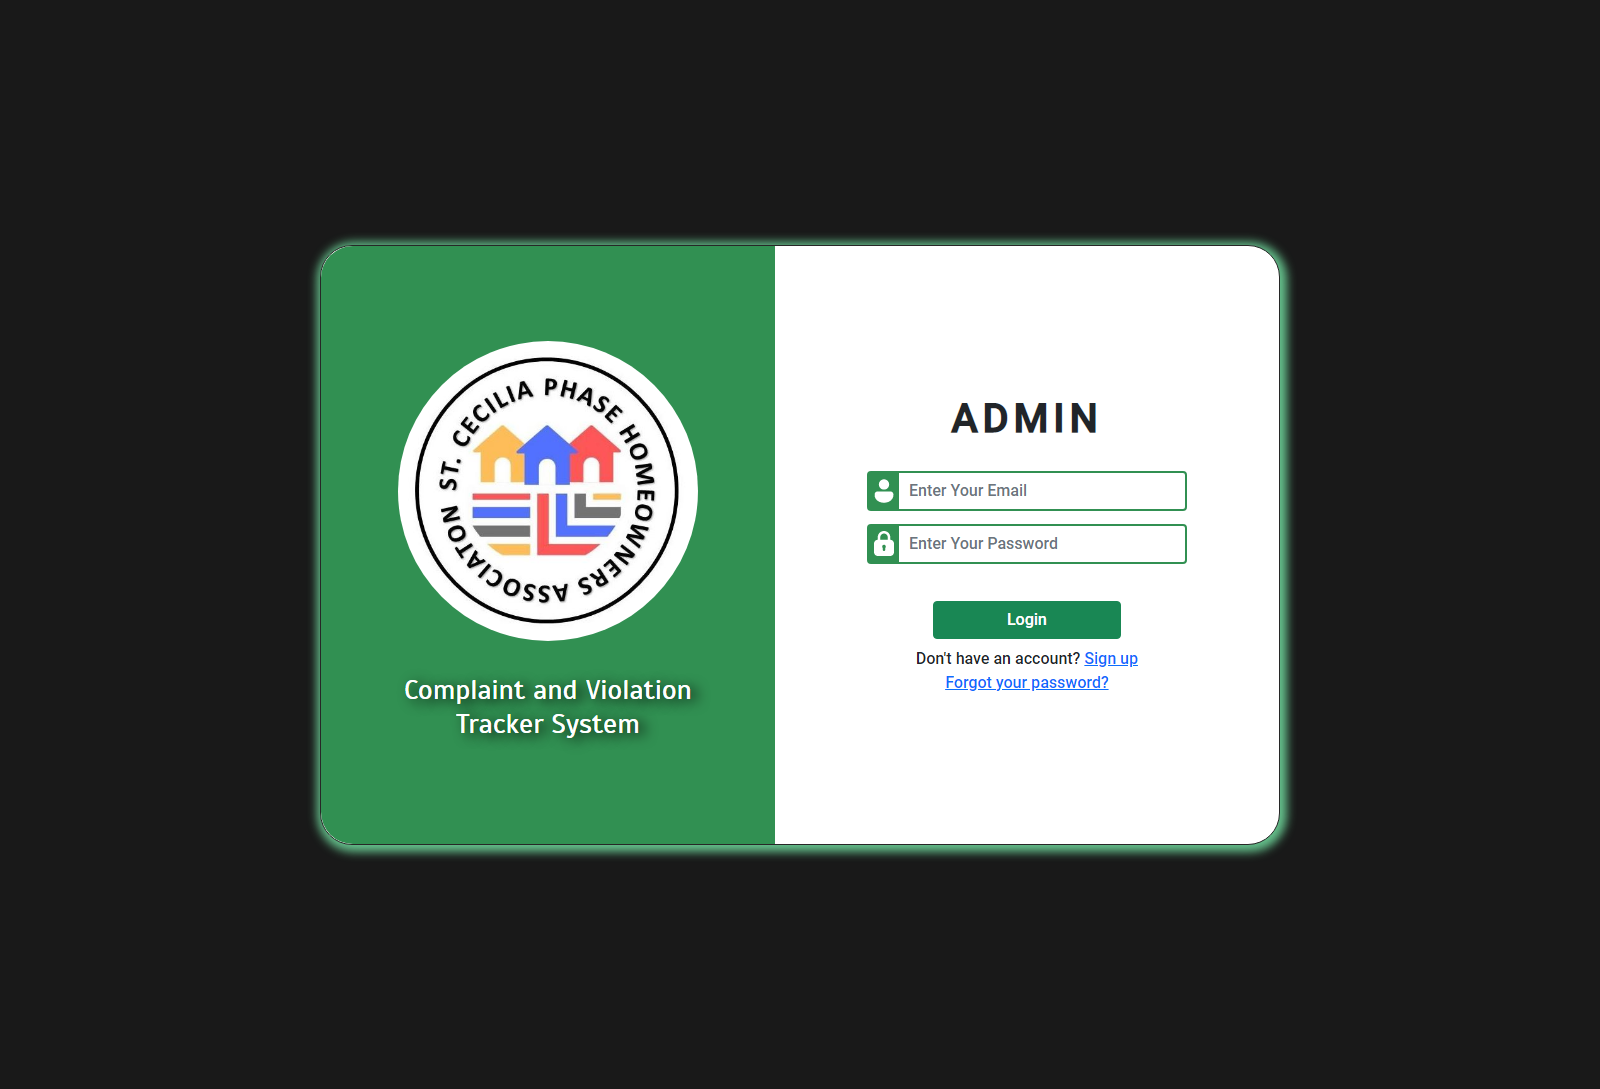 ST. CECILIA PHASE HOMEOWNERS ASSOCIATON
Complaint and Violation
Tracker System
ADMIN
Enter Your Email
Enter Your Password
Login
Don't have an account? Sign up
Forgot your password?